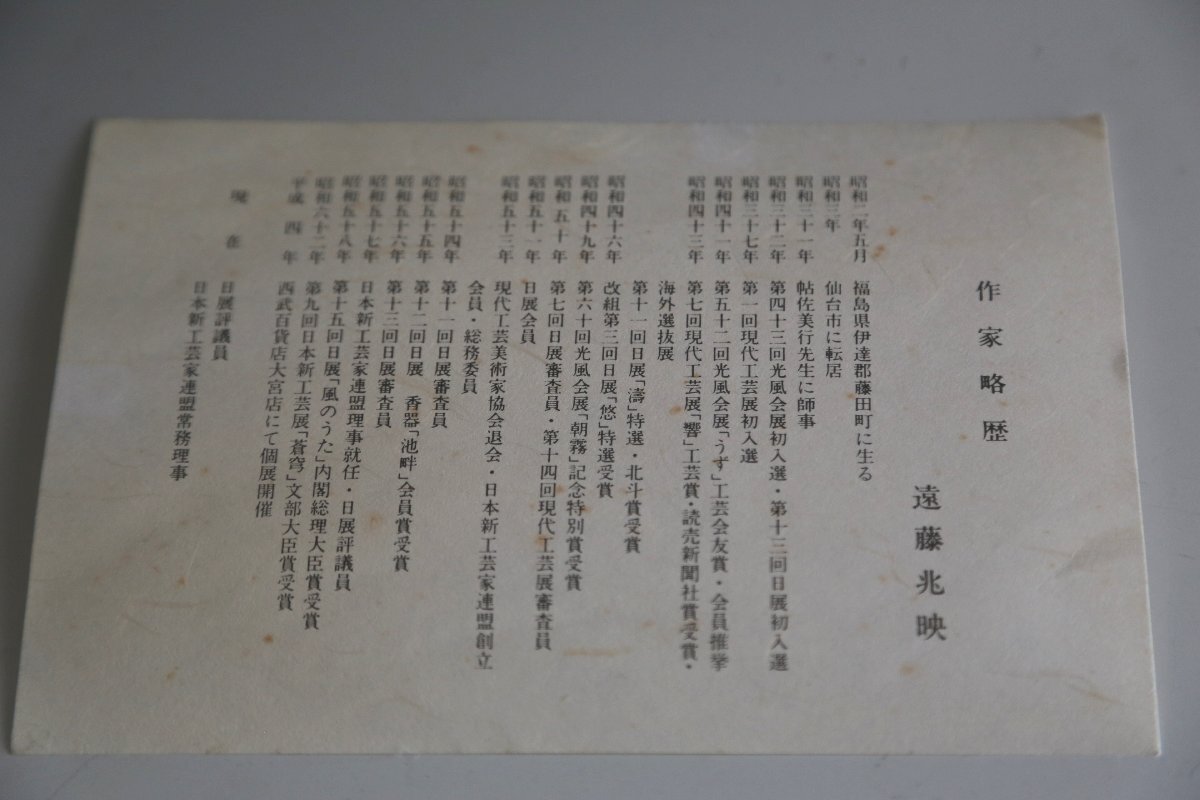 作家略歴
遠藤兆映
昭和二年五月　福島県伊達郡藤田町に生る
昭和三年　仙台市に転居
昭和三十一年　帖佐美行先生に師事
昭和三十二年　第四十三回光風会展初入選・第十三回日展初入選
昭和三十七年　第一回現代工芸展初入選
昭和四十一年　第五十二回光風会展「うず」工芸会友賞・会員推挙
昭和四十三年　第七回現代工芸展「響」工芸賞・読売新聞社賞受賞・
海外選抜展
昭和四十六年　第十一回日展「濤」特選・北斗賞受賞
改組第三回日展「悠」特選受賞
昭和四十九年　第六十回光風会展「朝霧」記念特別賞受賞
昭和五十年　第七回日展審査員・第十四回現代工芸展審査員
昭和五十一年　日展会員
昭和五十三年　現代工芸美術家協会退会・日本新工芸家連盟創立
会員・総務委員
昭和五十四年　第十一回日展審査員
昭和五十五年　第十二回日展　香器「池畔」会員賞受賞
昭和五十六年　第十三回日展審査員
昭和五十七年　日本新工芸家連盟理事就任・日展評議員
昭和五十八年　第十五回日展「風のうた」内閣総理大臣賞受賞
昭和六十二年　第九回日本新工芸展「蒼穹」文部大臣賞受賞
平成四年　西武百貨店大宮店にて個展開催
現在　日展評議員
日本新工芸家連盟常務理事